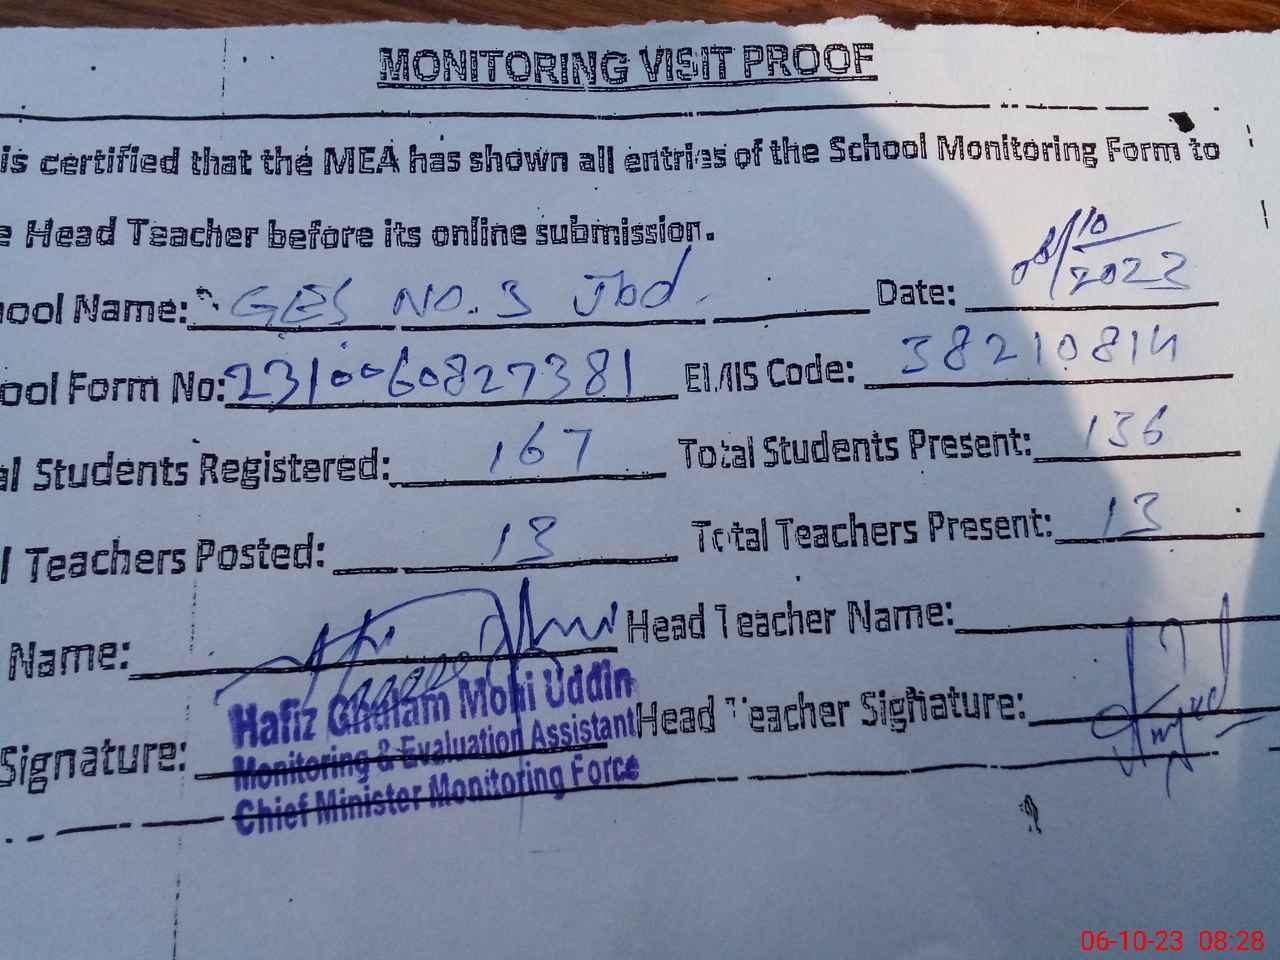 MONITORING VISIT PROOF
is certified that the MEA has shown all entries of the School Monitoring Form to
e Head Teacher before its online submission.
hool Name: GES NO.3 Jbd. Date: 06/10/2023
ool Form No: 2310060827381 EMIS Code: 38210814
al Students Registered: 167 Total Students Present: 136
l Teachers Posted: 13 Total Teachers Present: 13
Name: Head Teacher Name:
Hafiz Ghulam Mohi Uddin
Signature: Head Teacher Signature:
Monitoring & Evaluation Assistant
Chief Minister Monitoring Force
06-10-23 08:28